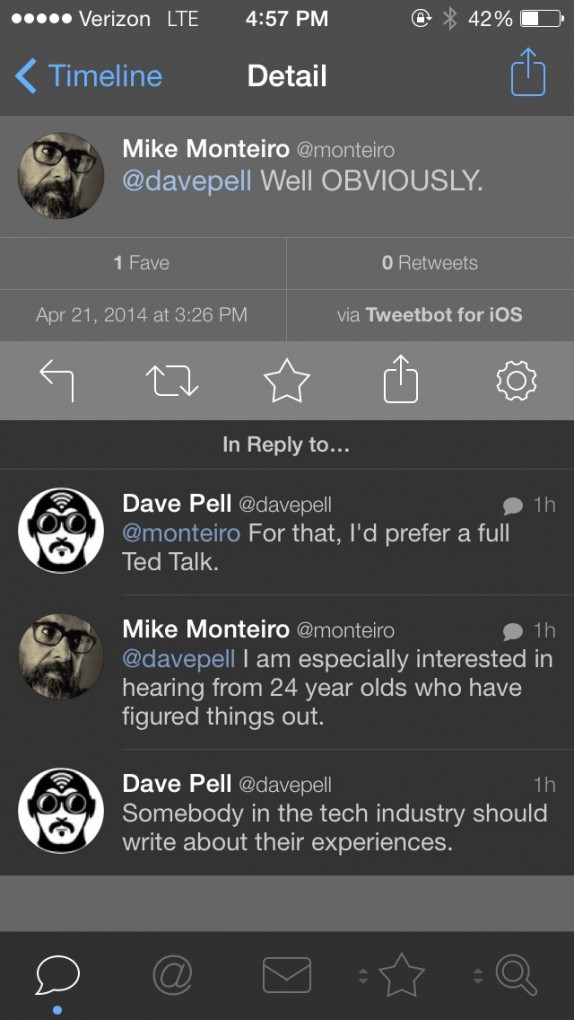 Verizon LTE 4:57 PM 42%
Timeline Detail
Mike Monteiro @monteiro
@davepell Well OBVIOUSLY.
1 Fave 0 Retweets
Apr 21, 2014 at 3:26 PM via Tweetbot for iOS
In Reply to...
Dave Pell @davepell 1h
@monteiro For that, I'd prefer a full
Ted Talk.
Mike Monteiro @monteiro 1h
@davepell I am especially interested in
hearing from 24 year olds who have
figured things out.
Dave Pell @davepell 1h
Somebody in the tech industry should
write about their experiences.
@